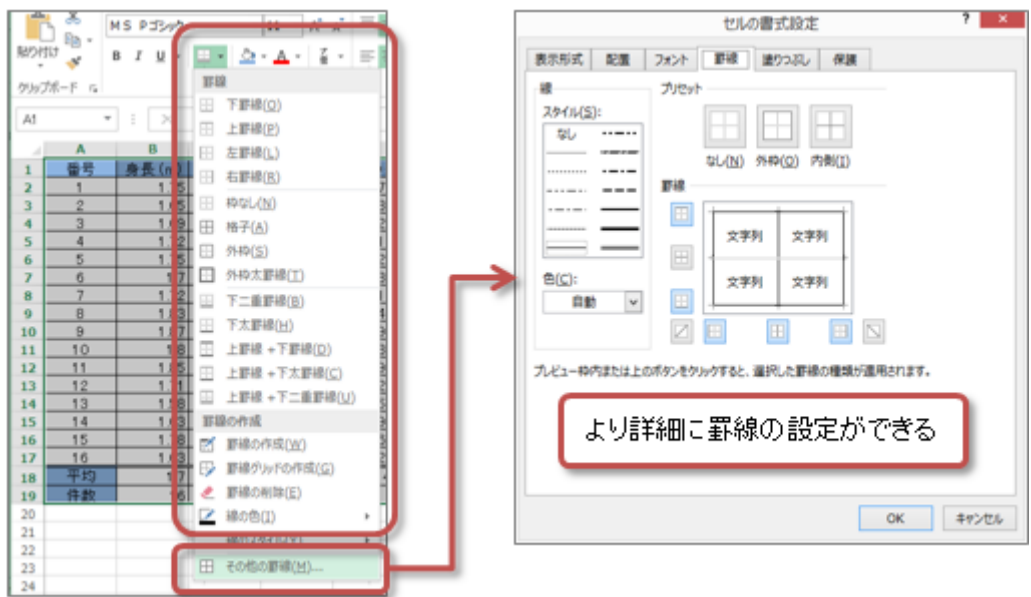 MS Pゴシック
貼り付け
B I U
クリップボード
A1
A B
1 番号 身長(m)
2 1
3 2
4 3
5 4
6 5
7 6
8 7
9 8
10 9
11 10
12 11
13 12
14 13
15 14
16 15
17 16
18 平均
19 件数
20
21
22
23
24
罫線
下罫線(O)
上罫線(P)
左罫線(L)
右罫線(R)
枠なし(N)
格子(A)
外枠(S)
外枠太罫線(T)
下二重罫線(B)
下太罫線(H)
上罫線 +下罫線(D)
上罫線 +下太罫線(C)
上罫線 +下二重罫線(U)
罫線の作成
罫線の作成(W)
罫線グリッドの作成(G)
罫線の削除(E)
線の色(I)
その他の罫線(M)...
セルの書式設定
? ×
表示形式 配置 フォント 罫線 塗りつぶし 保護
線
スタイル(S):
なし
色(C):
自動
プリセット
なし(N) 外枠(O) 内側(I)
罫線
文字列 文字列
文字列 文字列
プレビュー枠内または上のボタンをクリックすると、選択した罫線の種類が適用されます。
より詳細に罫線の設定ができる
OK キャンセル